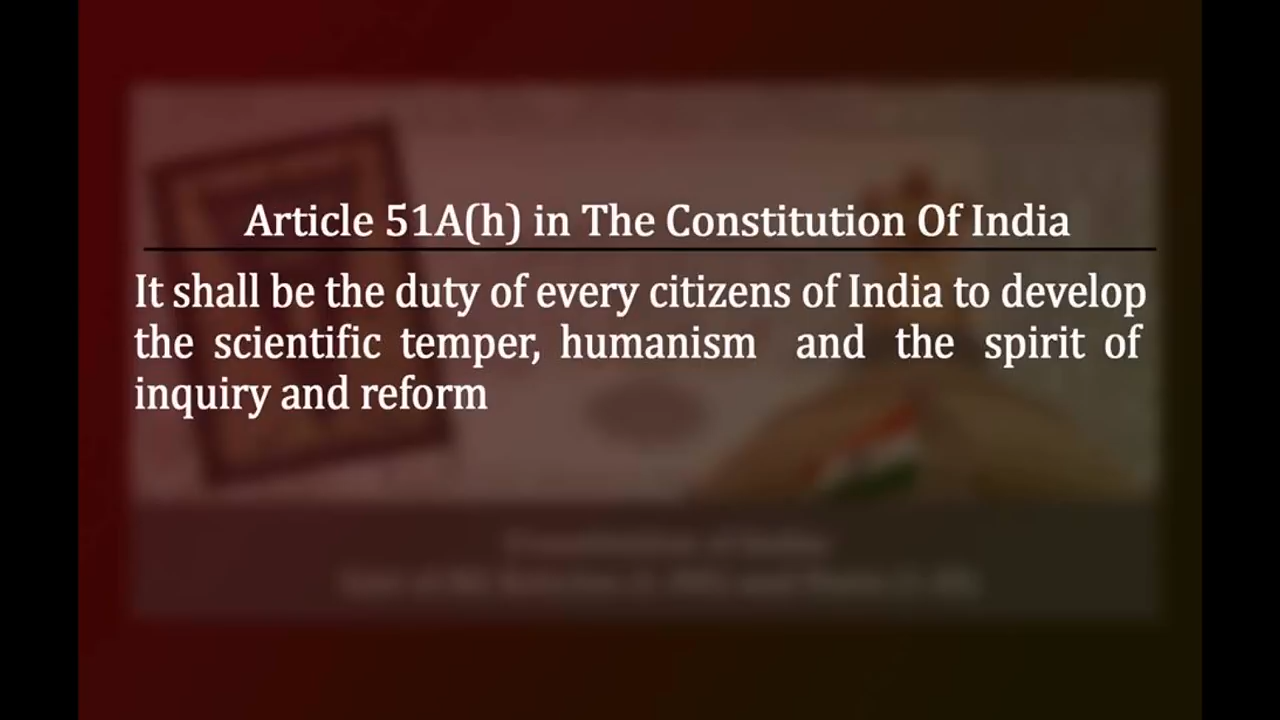 Article 51A(h) in The Constitution Of India
It shall be the duty of every citizens of India to develop
the scientific temper, humanism and the spirit of
inquiry and reform